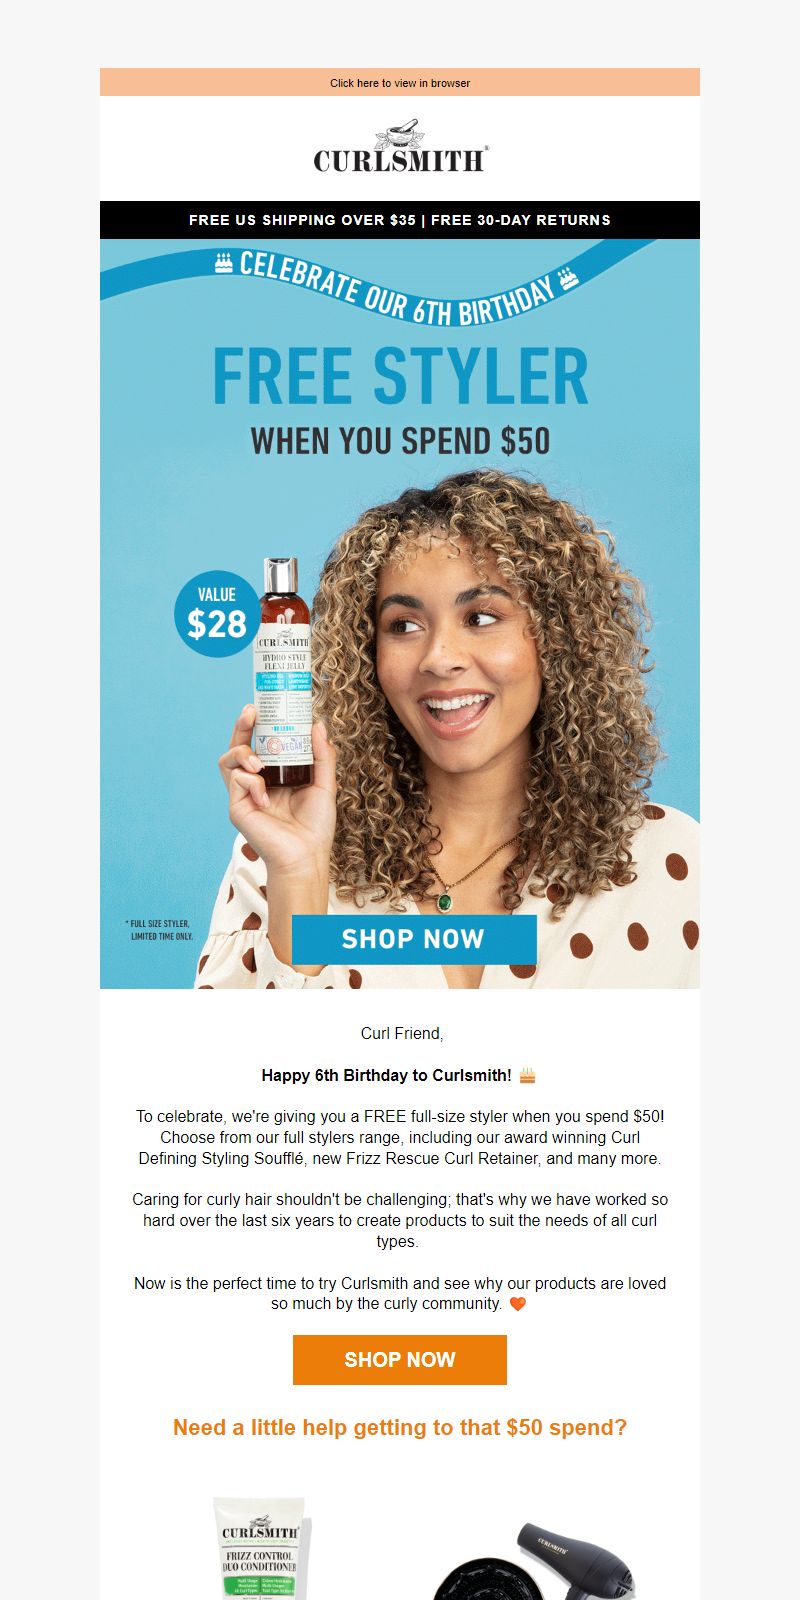 Click here to view in browser
CURLSMITH
FREE US SHIPPING OVER $35 | FREE 30-DAY RETURNS
CELEBRATE OUR 6TH BIRTHDAY
FREE STYLER
WHEN YOU SPEND $50
VALUE
$28
CURLSMITH
HYDRO STYLE
FLEXI JELLY
VEGAN
* FULL SIZE STYLER,
LIMITED TIME ONLY.
SHOP NOW
Curl Friend,
Happy 6th Birthday to Curlsmith! 🎂
To celebrate, we're giving you a FREE full-size styler when you spend $50!
Choose from our full stylers range, including our award winning Curl
Defining Styling Soufflé, new Frizz Rescue Curl Retainer, and many more.
Caring for curly hair shouldn't be challenging; that's why we have worked so
hard over the last six years to create products to suit the needs of all curl
types.
Now is the perfect time to try Curlsmith and see why our products are loved
so much by the curly community. 🧡
SHOP NOW
Need a little help getting to that $50 spend?
CURLSMITH
FRIZZ CONTROL
DUO CONDITIONER
CURLSMITH